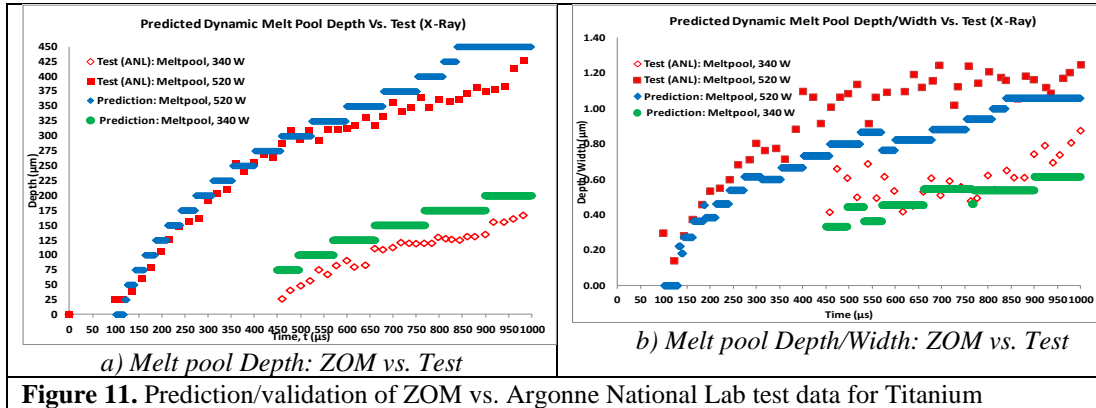 Predicted Dynamic Melt Pool Depth Vs. Test (X-Ray)
450
425
400
375
350
325
300
275
250
225
200
175
150
125
100
75
50
25
0
Depth (µm)
Test (ANL): Meltpool, 340 W
Test (ANL): Meltpool, 520 W
Prediction: Meltpool, 520 W
Prediction: Meltpool, 340 W
0 50 100 150 200 250 300 350 400 450 500 550 600 650 700 750 800 850 900 950 1000
Time, t (µs)
a) Melt pool Depth: ZOM vs. Test
Predicted Dynamic Melt Pool Depth/Width Vs. Test (X-Ray)
1.40
1.20
1.00
0.80
0.60
0.40
0.20
0.00
Depth/Width (µm)
Test (ANL): Meltpool, 340 W
Test (ANL): Meltpool, 520 W
Prediction: Meltpool, 520 W
Prediction: Meltpool, 340 W
0 50 100 150 200 250 300 350 400 450 500 550 600 650 700 750 800 850 900 950 1000
Time (µs)
b) Melt pool Depth/Width: ZOM vs. Test
Figure 11. Prediction/validation of ZOM vs. Argonne National Lab test data for Titanium